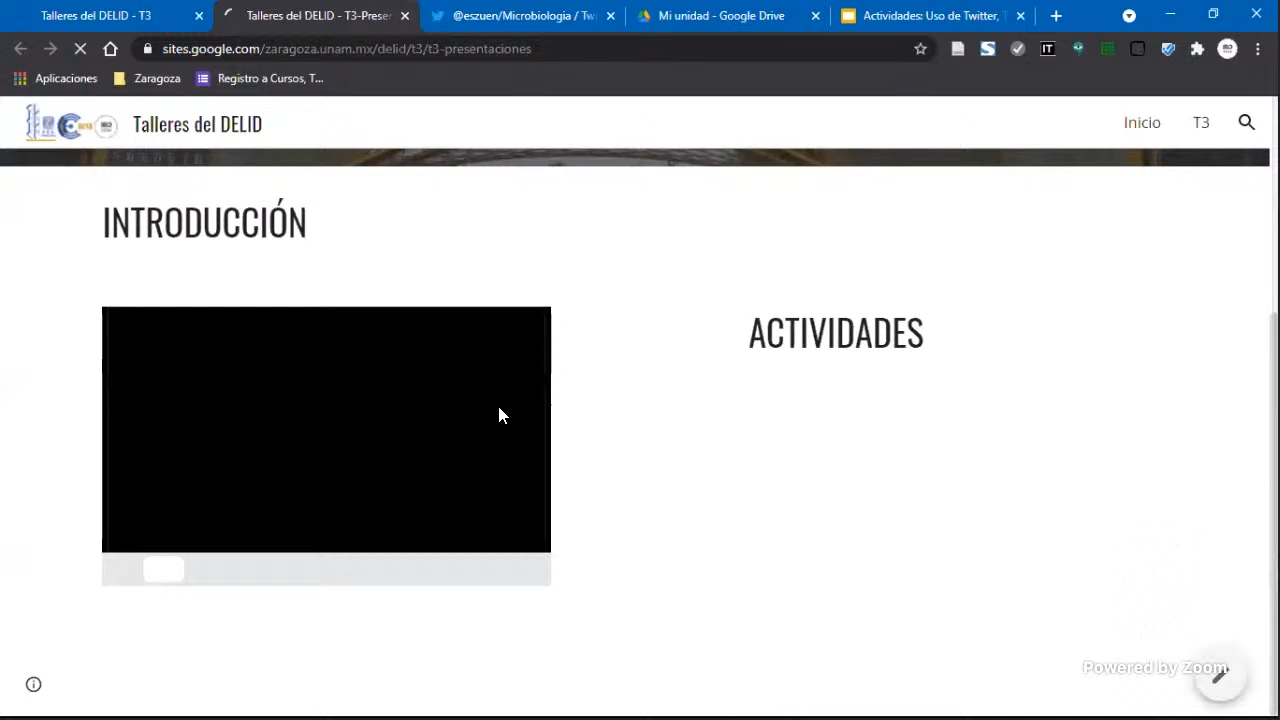 Talleres del DELID - T3
Talleres del DELID - T3-Prese
@eszuen/Microbiologia / Tw
Mi unidad - Google Drive
Actividades: Uso de Twitter, T
sites.google.com/zaragoza.unam.mx/delid/t3/t3-presentaciones
IT
Aplicaciones
Zaragoza
Registro a Cursos, T...
Talleres del DELID
Inicio
T3
INTRODUCCIÓN
ACTIVIDADES
Powered by Zoom